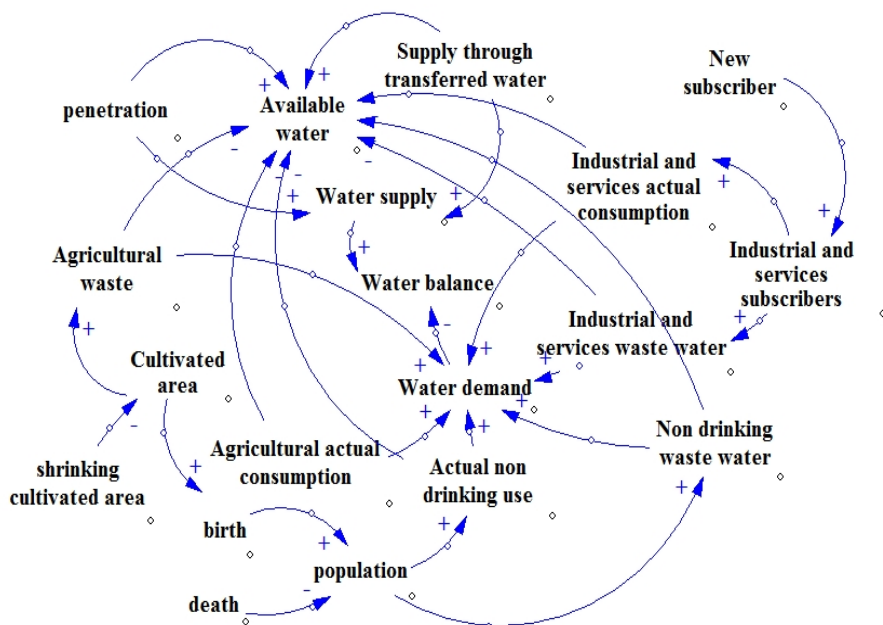 Supply through
transferred water
New
subscriber
penetration
Available
water
+
+
-
-
-
-
-
Industrial and
services actual
consumption
+
Water supply
+
+
+
Agricultural
waste
+
Water balance
-
Industrial and
services
subscribers
+
Industrial and
services waste water
+
+
Cultivated
area
-
Water demand
+
+
+
+
+
shrinking
cultivated area
+
Agricultural actual
consumption
Actual non
drinking use
+
Non drinking
waste water
+
birth
+
population
death
-